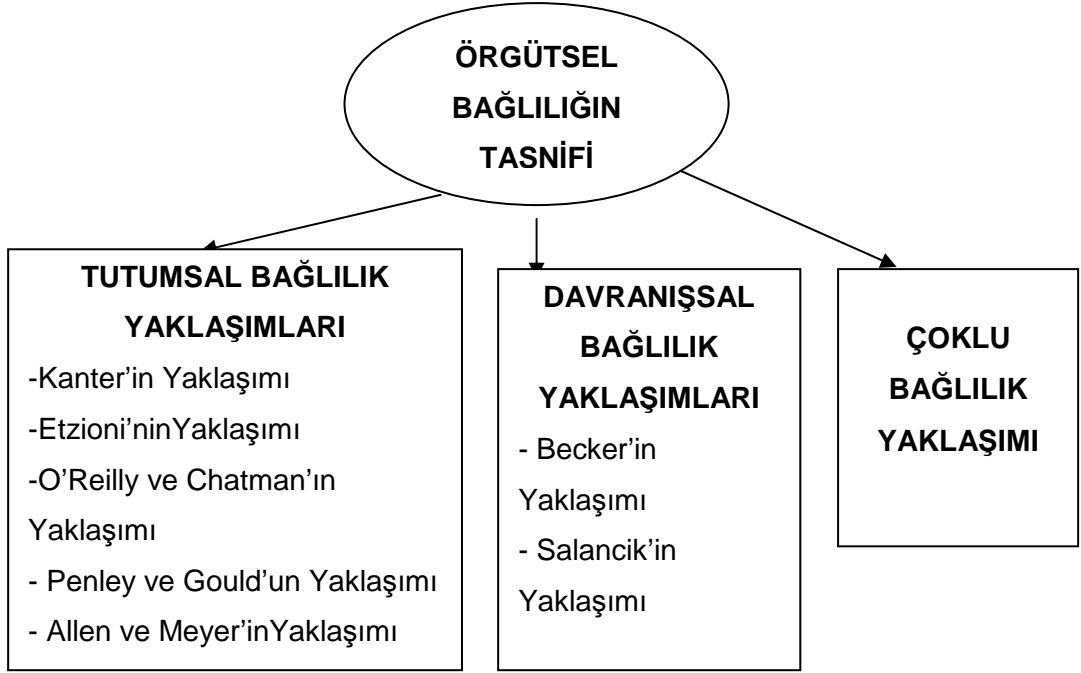 ÖRGÜTSEL
BAĞLILIĞIN
TASNİFİ
TUTUMSAL BAĞLILIK
YAKLAŞIMLARI
-Kanter’in Yaklaşımı
-Etzioni’ninYaklaşımı
-O’Reilly ve Chatman’ın
Yaklaşımı
- Penley ve Gould’un Yaklaşımı
- Allen ve Meyer’inYaklaşımı
DAVRANIŞSAL
BAĞLILIK
YAKLAŞIMLARI
- Becker’in
Yaklaşımı
- Salancik’in
Yaklaşımı
ÇOKLU
BAĞLILIK
YAKLAŞIMI